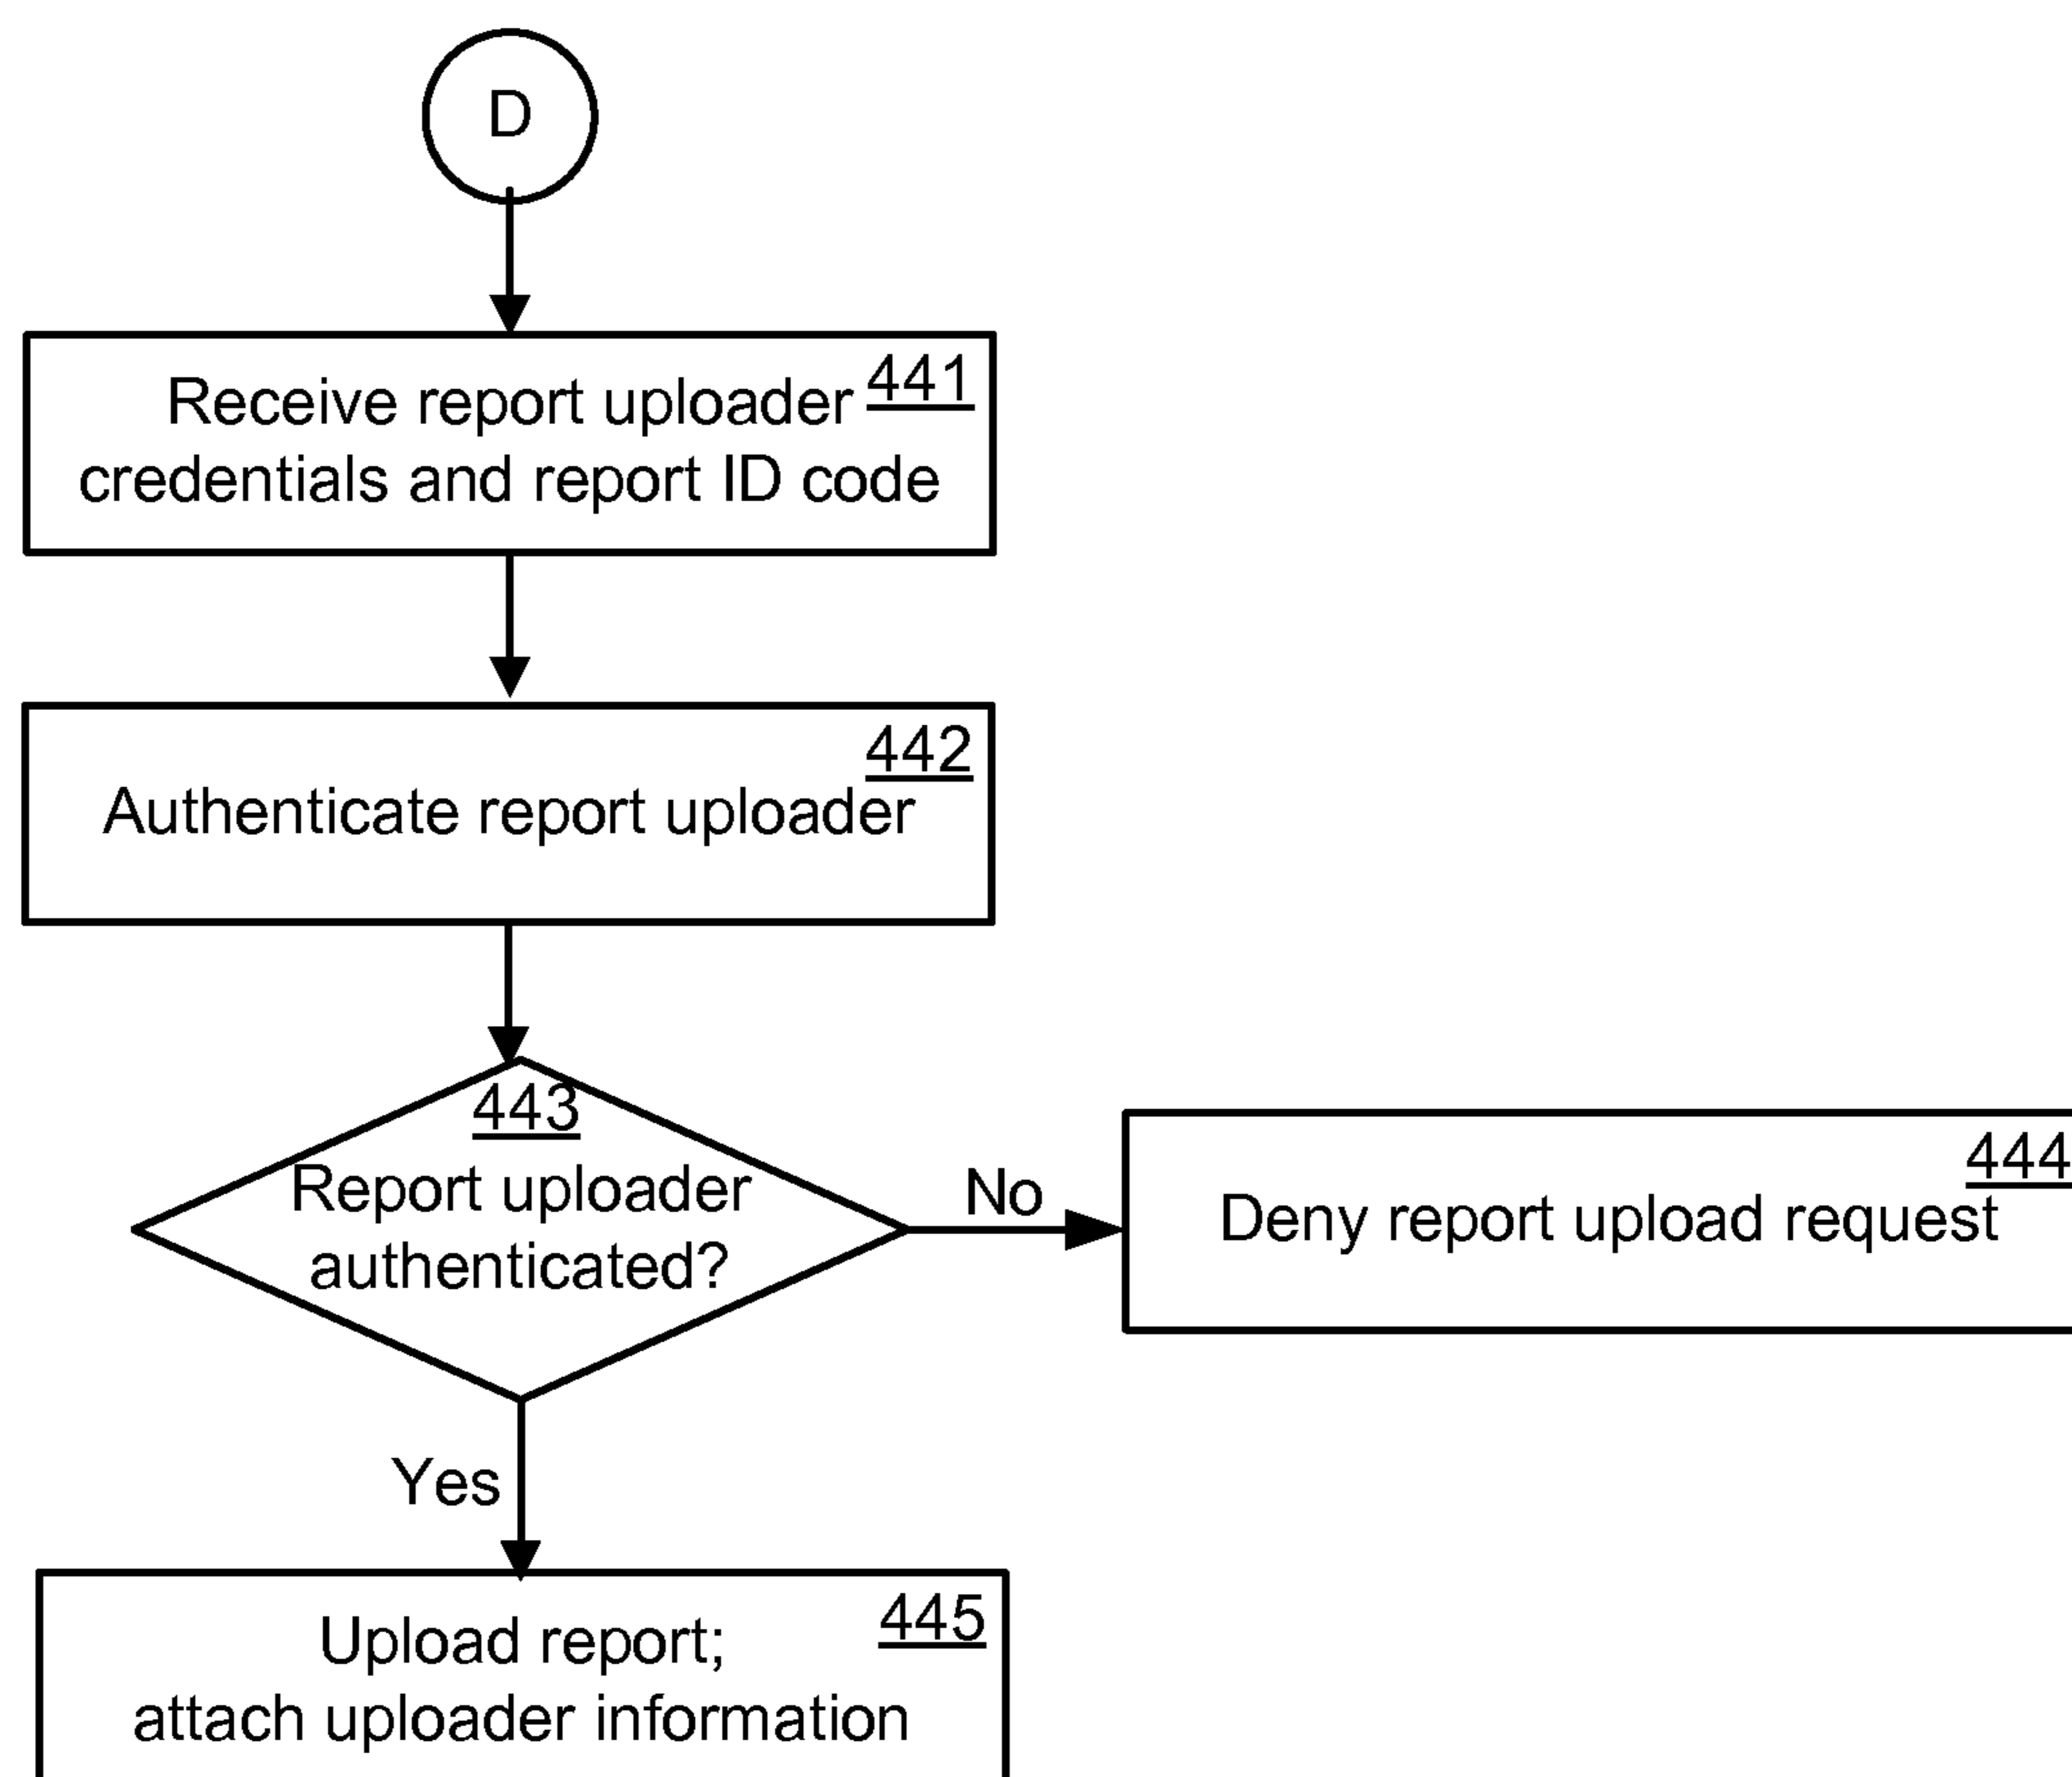 D
441
Receive report uploader
credentials and report ID code
442
Authenticate report uploader
443
Report uploader
authenticated?
No
444
Deny report upload request
Yes
445
Upload report;
attach uploader information